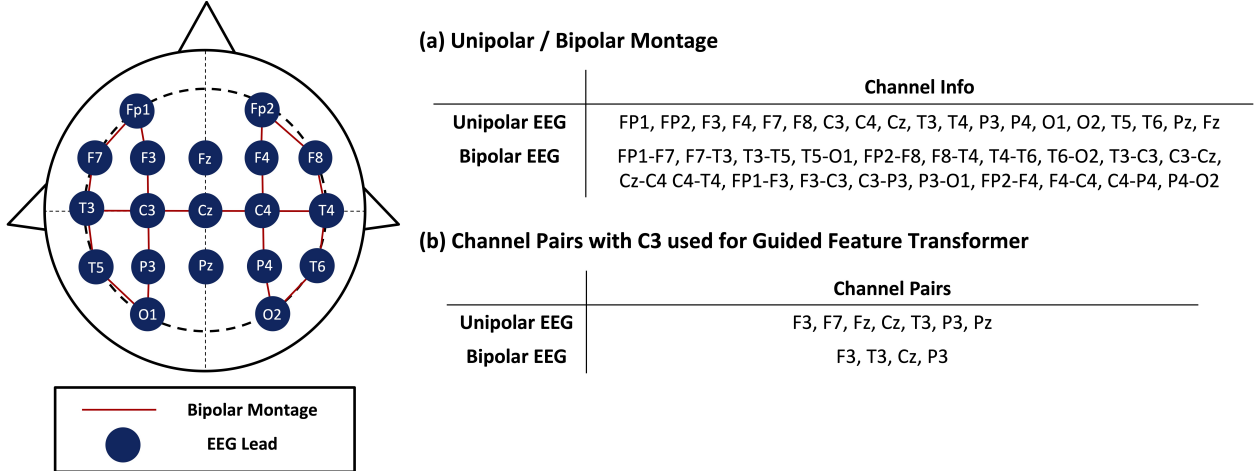 Fp1 Fp2
F7 F3 Fz F4 F8
T3 C3 Cz C4 T4
T5 P3 Pz P4 T6
O1 O2
Bipolar Montage
EEG Lead
(a) Unipolar / Bipolar Montage
Channel Info
Unipolar EEG FP1, FP2, F3, F4, F7, F8, C3, C4, Cz, T3, T4, P3, P4, O1, O2, T5, T6, Pz, Fz
Bipolar EEG FP1-F7, F7-T3, T3-T5, T5-O1, FP2-F8, F8-T4, T4-T6, T6-O2, T3-C3, C3-Cz,
Cz-C4 C4-T4, FP1-F3, F3-C3, C3-P3, P3-O1, FP2-F4, F4-C4, C4-P4, P4-O2
(b) Channel Pairs with C3 used for Guided Feature Transformer
Channel Pairs
Unipolar EEG F3, F7, Fz, Cz, T3, P3, Pz
Bipolar EEG F3, T3, Cz, P3